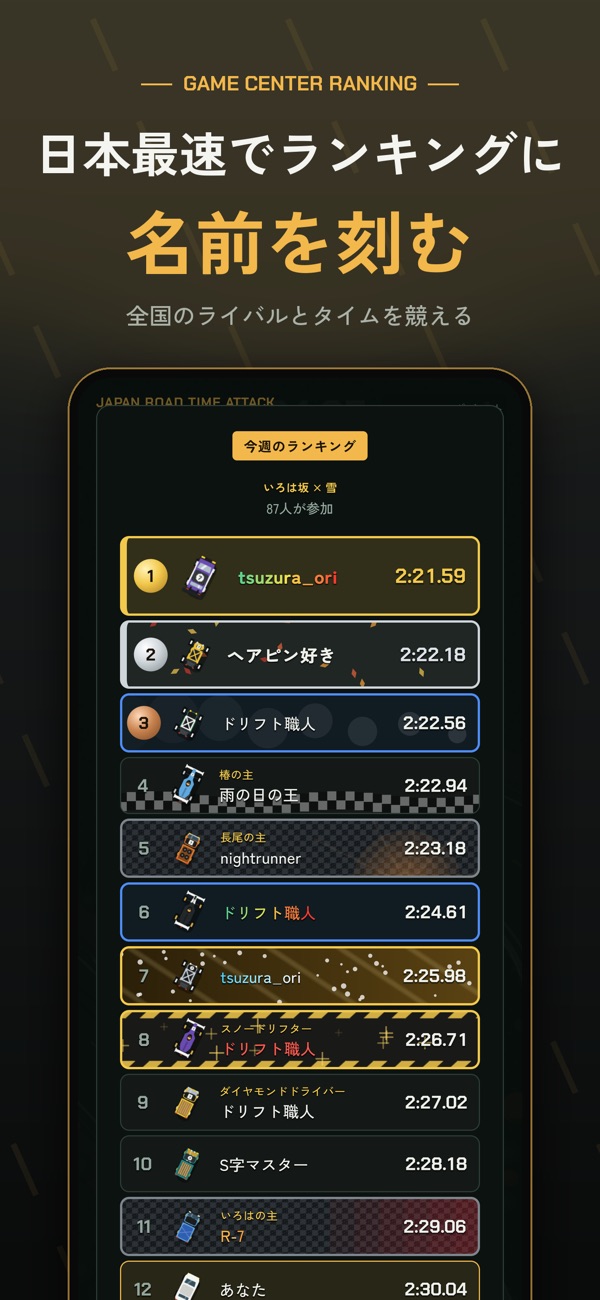 GAME CENTER RANKING
日本最速でランキングに
名前を刻む
全国のライバルとタイムを競える
JAPAN ROAD TIME ATTACK
今週のランキング
いろは坂 × 雪
87人が参加
1 tsuzura_ori 2:21.59
2 ヘアピン好き 2:22.18
3 ドリフト職人 2:22.56
椿の主
4 雨の日の王 2:22.94
長尾の主
5 nightrunner 2:23.18
6 ドリフト職人 2:24.61
7 tsuzura_ori 2:25.98
スノードリフター
8 ドリフト職人 2:26.71
ダイヤモンドドライバー
9 ドリフト職人 2:27.02
10 S字マスター 2:28.18
いろはの主
11 R-7 2:29.06
12 あなた 2:30.04